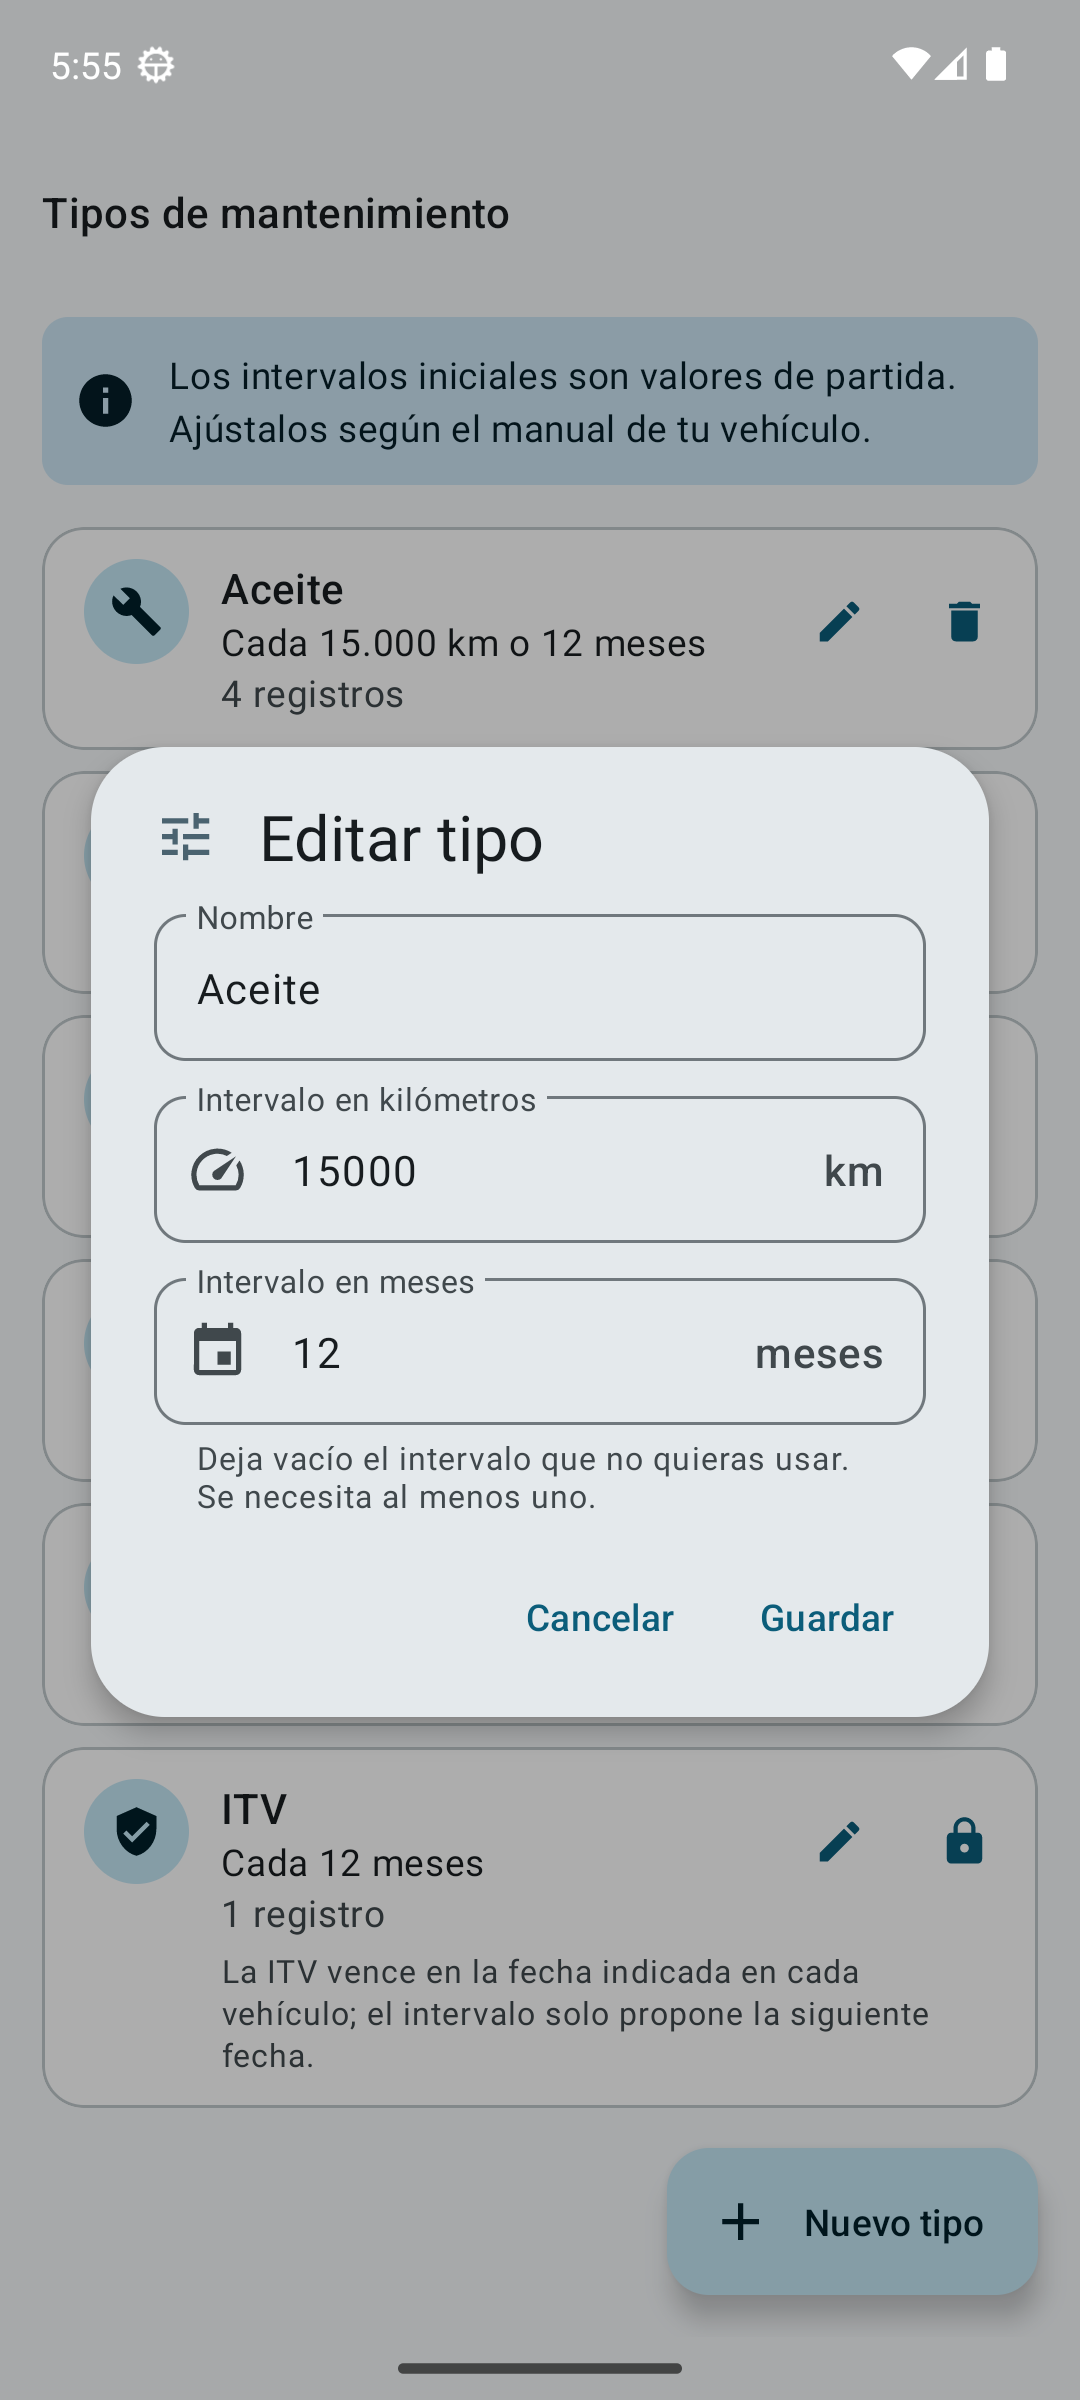 5:55
Tipos de mantenimiento
Los intervalos iniciales son valores de partida.
Ajústalos según el manual de tu vehículo.
Aceite
Cada 15.000 km o 12 meses
4 registros
Editar tipo
Nombre
Aceite
Intervalo en kilómetros
15000 km
Intervalo en meses
12 meses
Deja vacío el intervalo que no quieras usar.
Se necesita al menos uno.
Cancelar Guardar
ITV
Cada 12 meses
1 registro
La ITV vence en la fecha indicada en cada
vehículo; el intervalo solo propone la siguiente
fecha.
Nuevo tipo